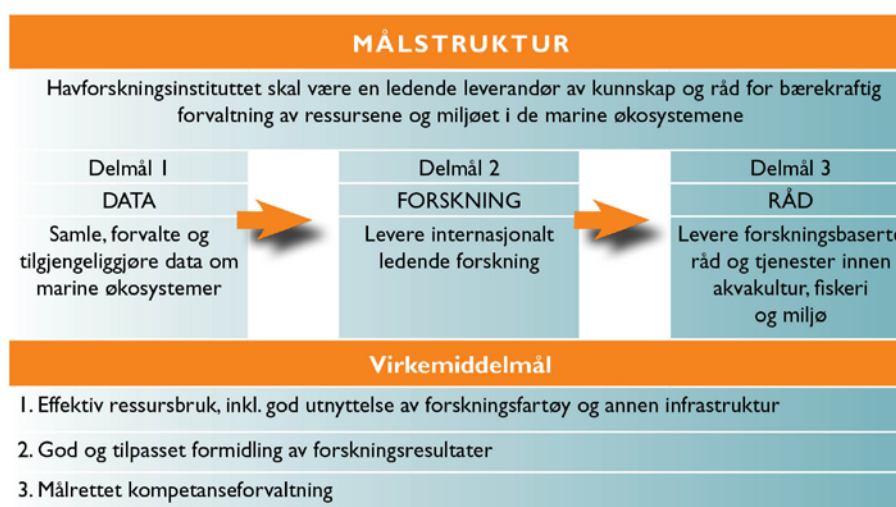 MÅLSTRUKTUR
Havforskningsinstituttet skal være en ledende leverandør av kunnskap og råd for bærekraftig
forvaltning av ressursene og miljøet i de marine økosystemene
Delmål 1
DATA
Samle, forvalte og
tilgjengeliggjøre data om
marine økosystemer
Delmål 2
FORSKNING
Levere internasjonalt
ledende forskning
Delmål 3
RÅD
Levere forskningsbaserte
råd og tjenester innen
akvakultur, fiskeri
og miljø
Virkemiddelmål
1. Effektiv ressursbruk, inkl. god utnyttelse av forskningsfartøy og annen infrastruktur
2. God og tilpasset formidling av forskningsresultater
3. Målrettet kompetanseforvaltning